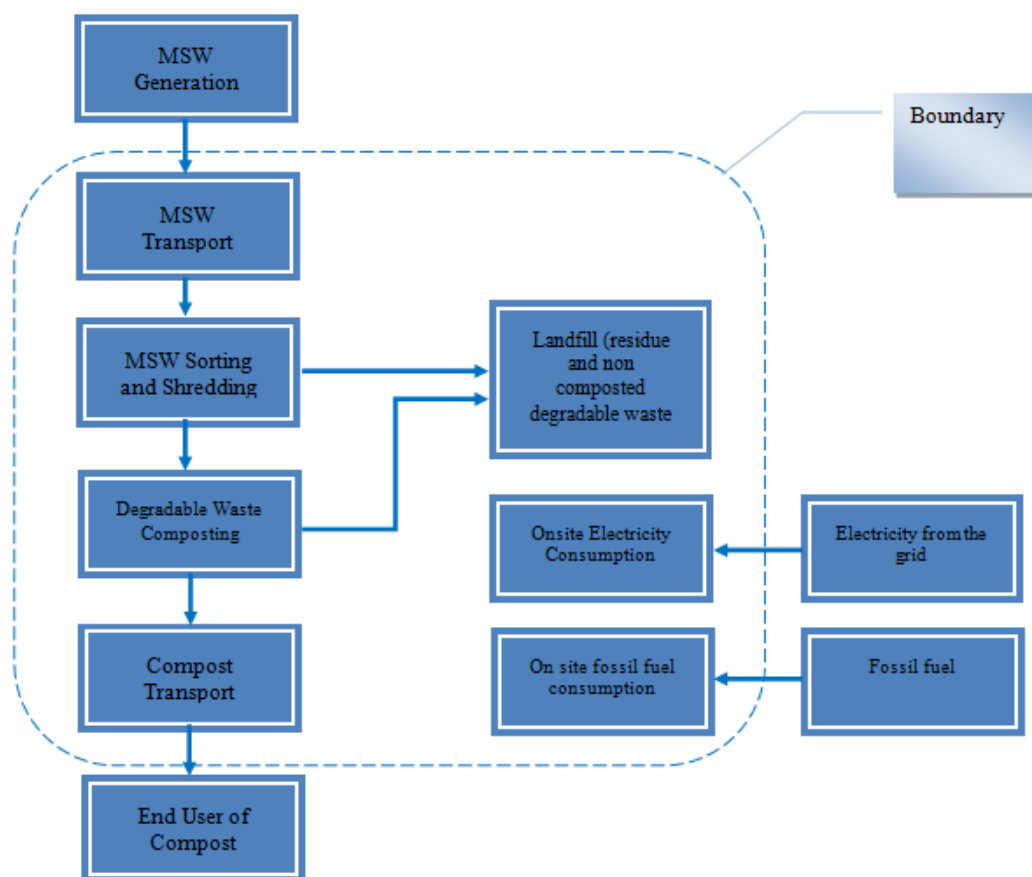 MSW
Generation
Boundary
MSW
Transport
MSW Sorting
and Shredding
Landfill (residue
and non
composted
degradable waste
Degradable Waste
Composting
Onsite Electricity
Consumption
Electricity from the
grid
Compost
Transport
On site fossil fuel
consumption
Fossil fuel
End User of
Compost